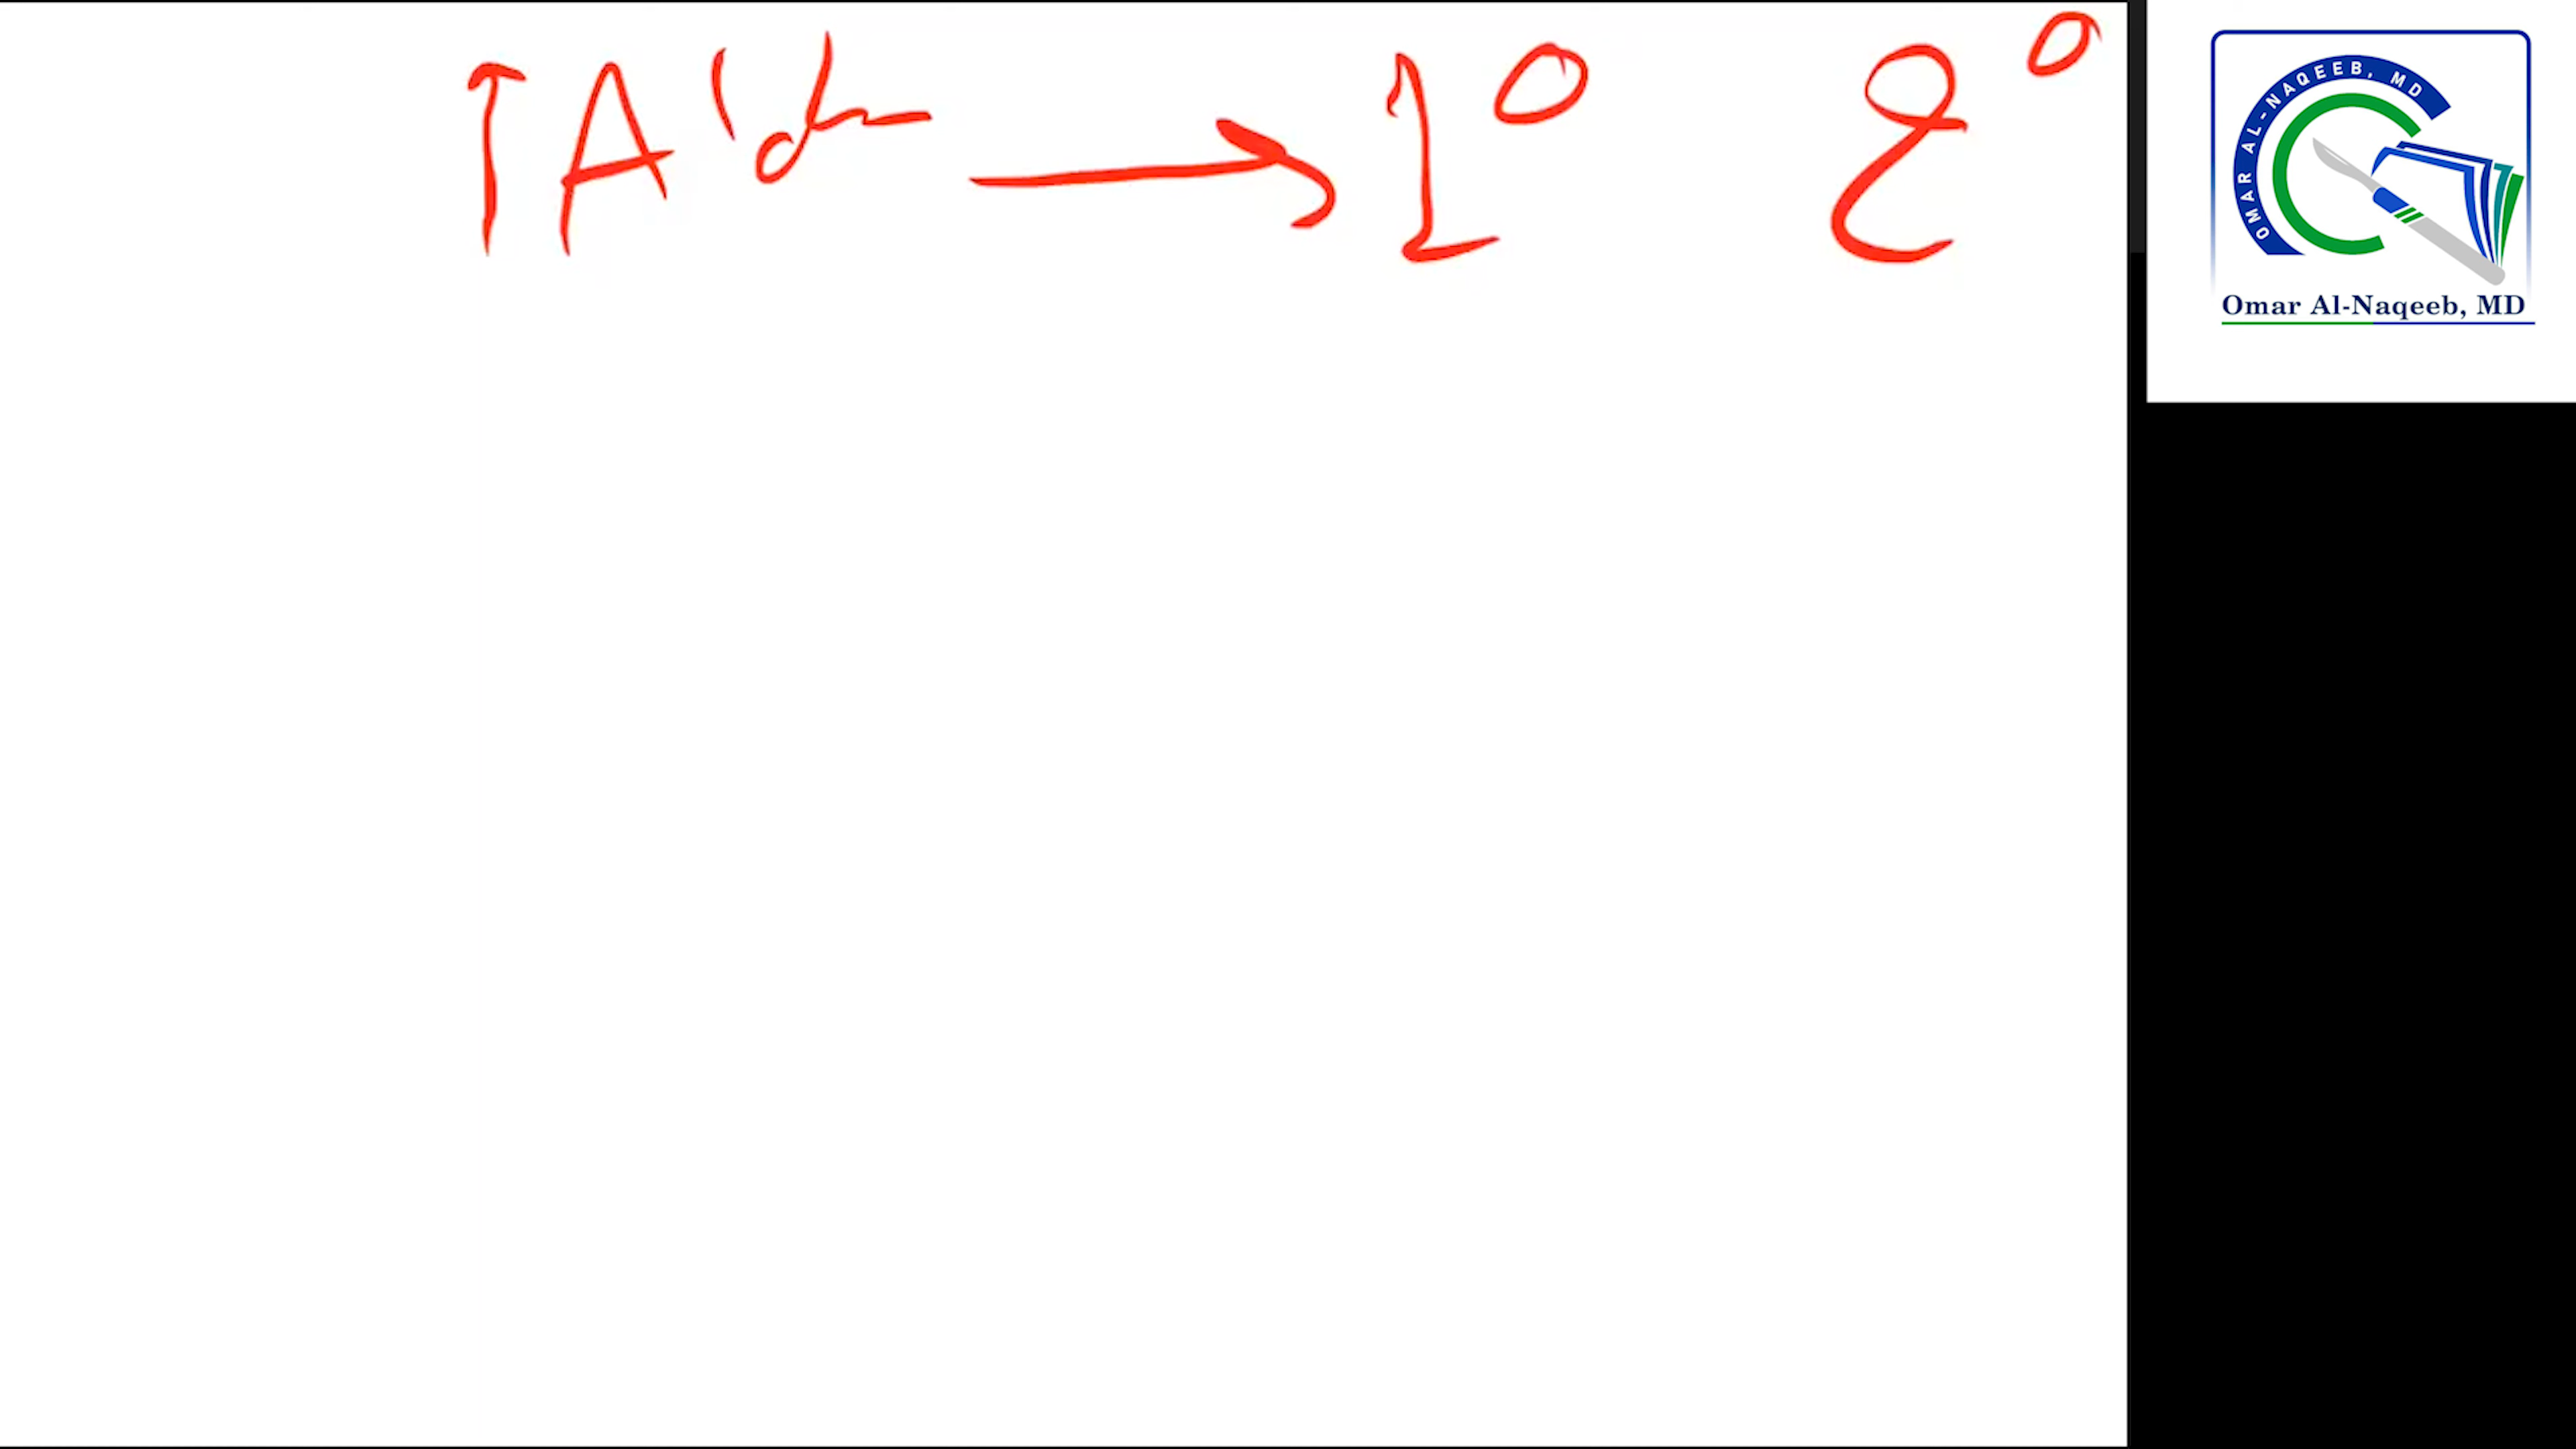 ↑Ald → 1° 2°
OMAR AL-NAQEEB, MD
Omar Al-Naqeeb, MD